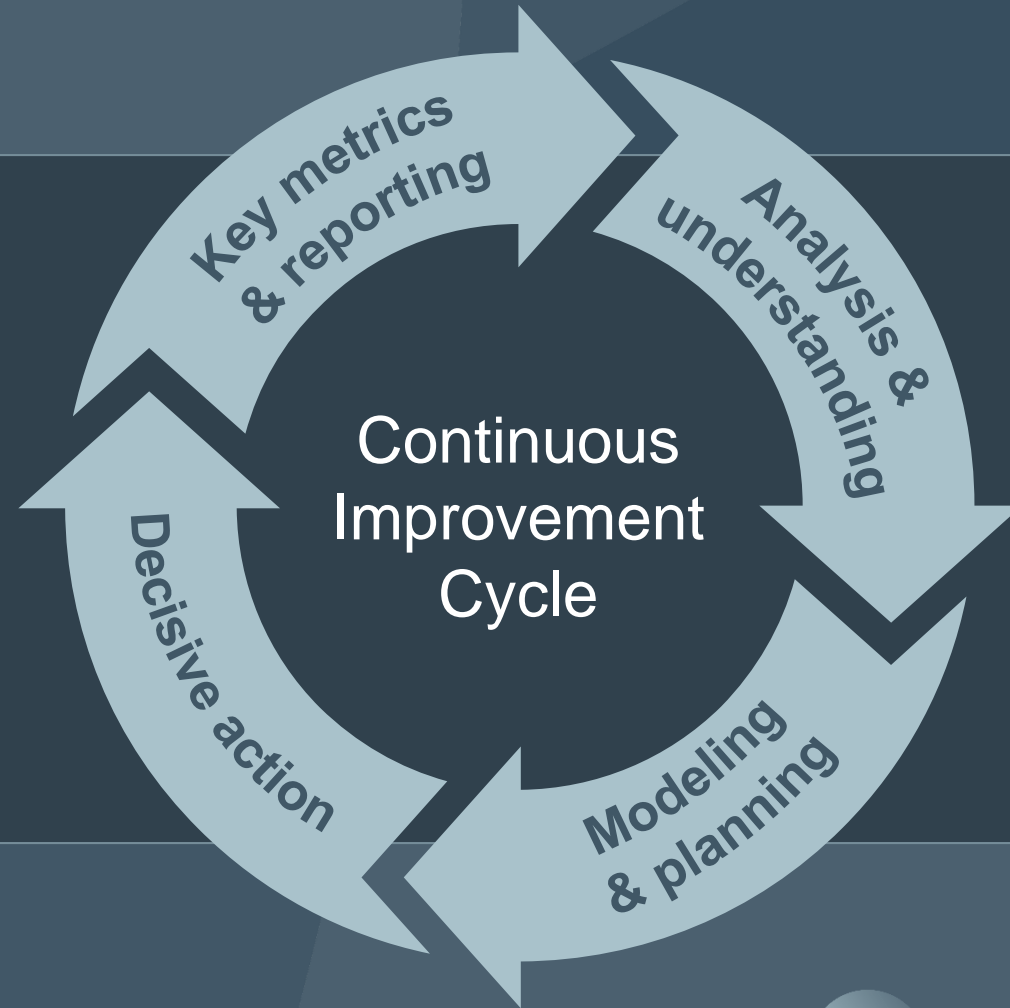 Key metrics
& reporting
Analysis &
understanding
Continuous
Improvement
Cycle
Decisive action
Modeling
& planning